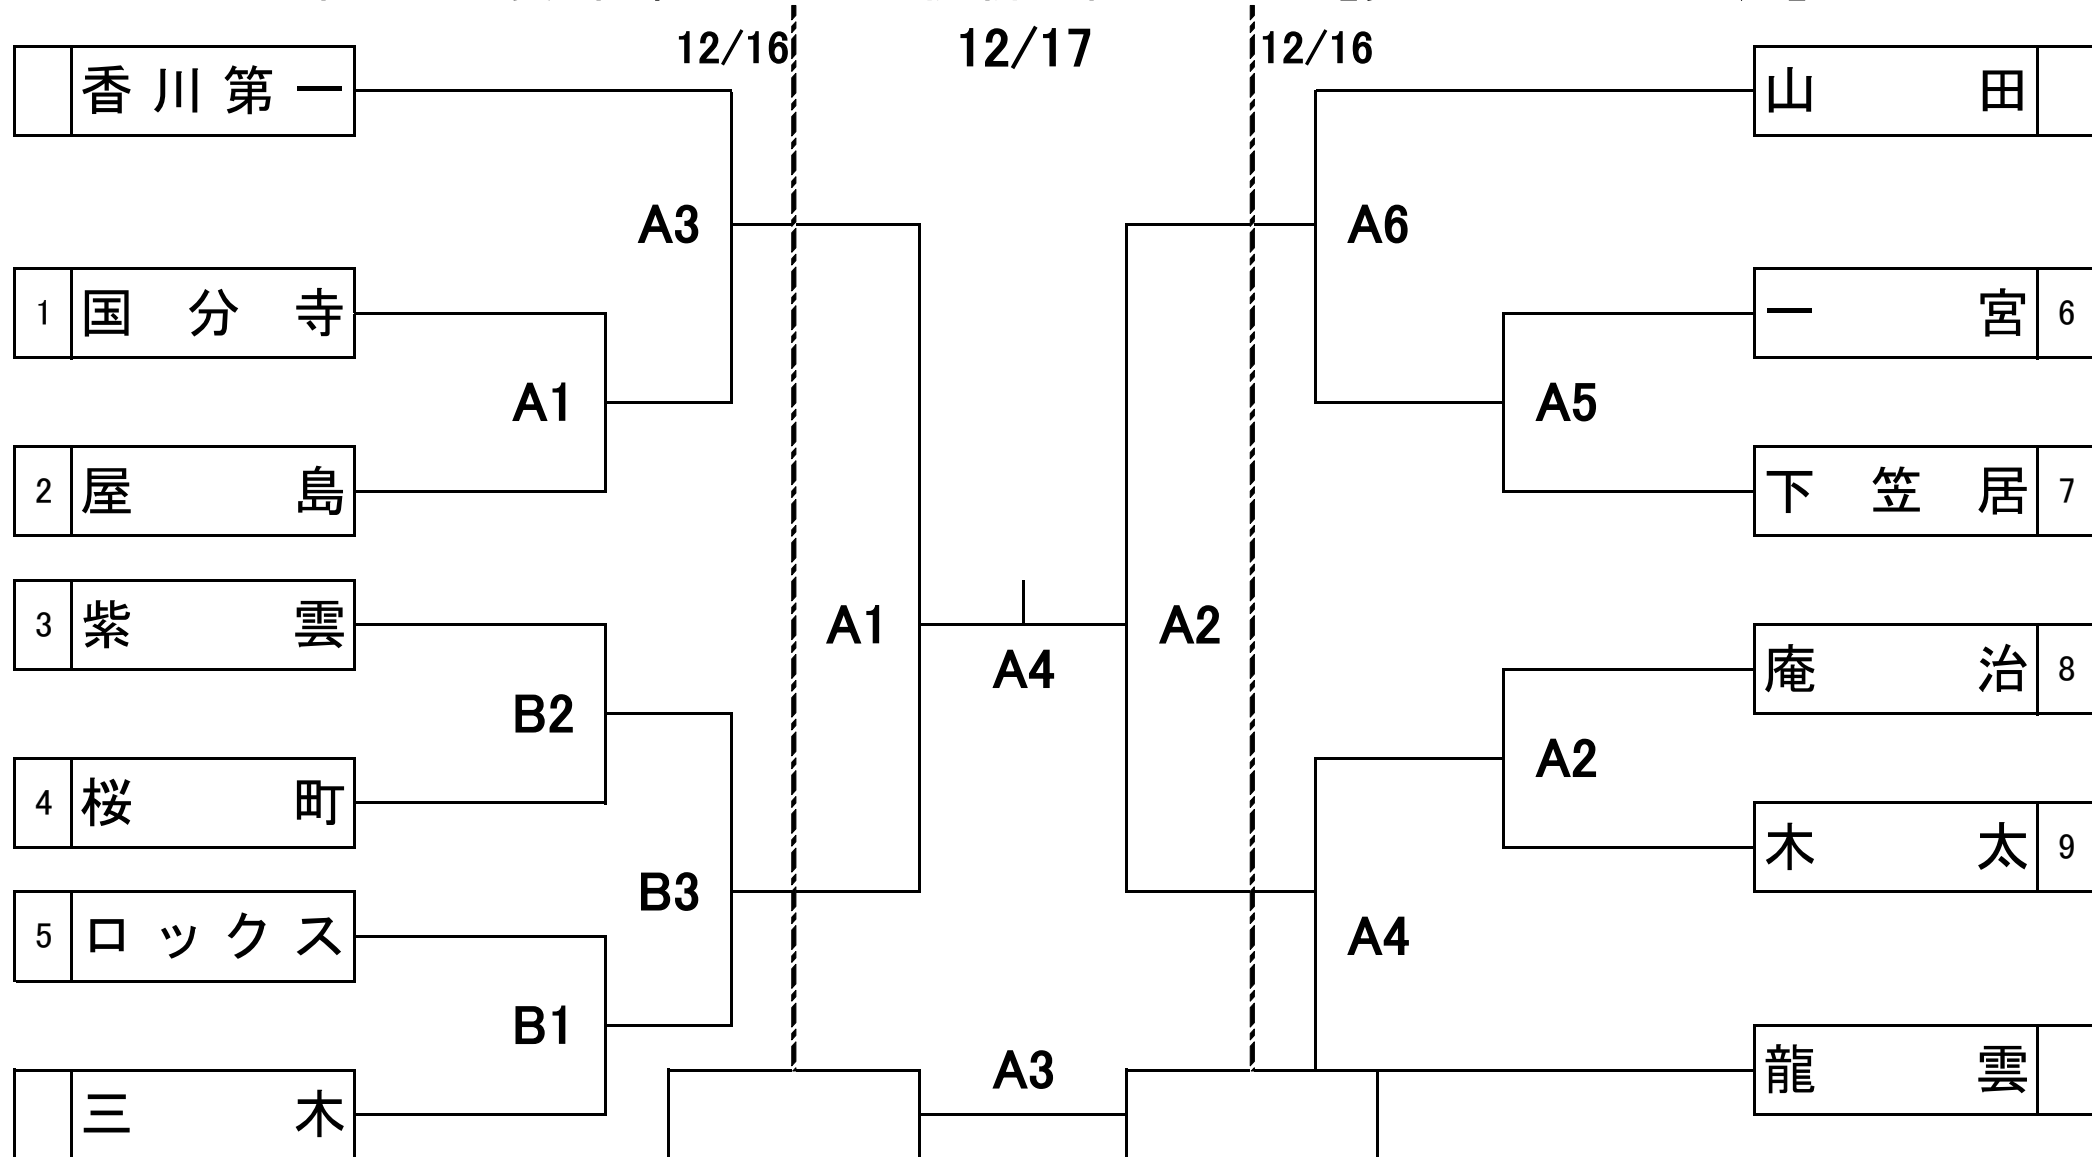 12/16 12/17 12/16
香川第一 山田
A3 A6
1 国分寺 一宮 6
A1 A5
2 屋島 下笠居 7
3 紫雲 A1 A2 庵治 8
B2 A4 A2
4 桜町 木太 9
B3 A4
5 ロックス
B1 A3 龍雲
三木